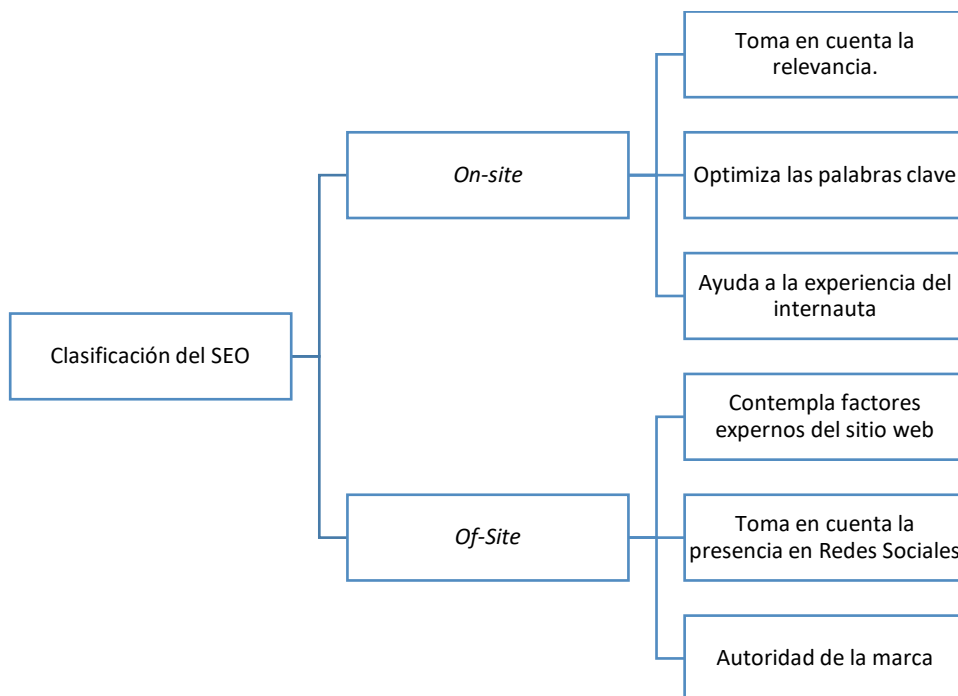 Clasificación del SEO
On-site
Toma en cuenta la
relevancia.
Optimiza las palabras clave
Ayuda a la experiencia del
internauta
Of-Site
Contempla factores
expernos del sitio web
Toma en cuenta la
presencia en Redes Sociales
Autoridad de la marca